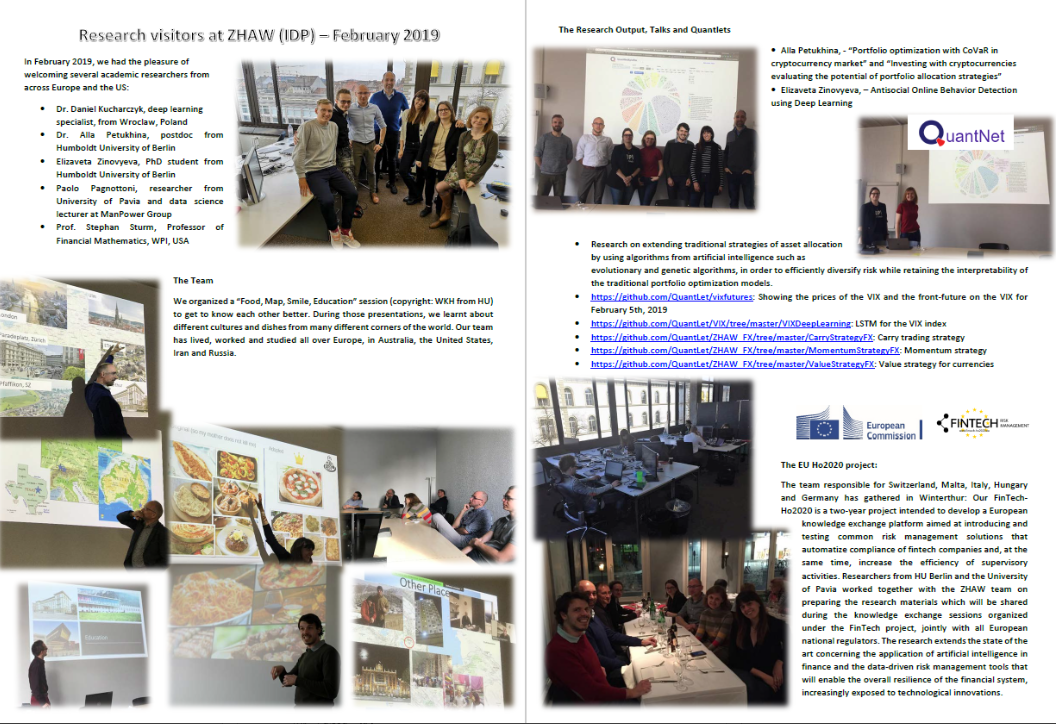 Research visitors at ZHAW (IDP) – February 2019
In February 2019, we had the pleasure of
welcoming several academic researchers from
across Europe and the US:
• Dr. Daniel Kucharczyk, deep learning
specialist, from Wroclaw, Poland
• Dr. Alla Petukhina, postdoc from
Humboldt University of Berlin
• Elizaveta Zinovyeva, PhD student from
Humboldt University of Berlin
• Paolo Pagnottoni, researcher from
University of Pavia and data science
lecturer at ManPower Group
• Prof. Stephan Sturm, Professor of
Financial Mathematics, WPI, USA
The Team
We organized a “Food, Map, Smile, Education” session (copyright: WKH from HU)
to get to know each other better. During those presentations, we learnt about
different cultures and dishes from many different corners of the world. Our team
has lived, worked and studied all over Europe, in Australia, the United States,
Iran and Russia.
London
Paradeplatz, Zürich
Pfäffikon, SZ
Education
Other Place
The Research Output, Talks and Quantlets
• Alla Petukhina, - “Portfolio optimization with CoVaR in
cryptocurrency market” and “Investing with cryptocurrencies
evaluating the potential of portfolio allocation strategies”
• Elizaveta Zinovyeva, – Antisocial Online Behavior Detection
using Deep Learning
QuantNet
• Research on extending traditional strategies of asset allocation
by using algorithms from artificial intelligence such as
evolutionary and genetic algorithms, in order to efficiently diversify risk while retaining the interpretability of
the traditional portfolio optimization models.
• https://github.com/QuantLet/vixfutures: Showing the prices of the VIX and the front-future on the VIX for
February 5th, 2019
• https://github.com/QuantLet/VIX/tree/master/VIXDeepLearning: LSTM for the VIX index
• https://github.com/QuantLet/ZHAW_FX/tree/master/CarryStrategyFX: Carry trading strategy
• https://github.com/QuantLet/ZHAW_FX/tree/master/MomentumStrategyFX: Momentum strategy
• https://github.com/QuantLet/ZHAW_FX/tree/master/ValueStrategyFX: Value strategy for currencies
European
Commission
FINTECH RISK
MANAGEMENT
The EU Ho2020 project:
The team responsible for Switzerland, Malta, Italy, Hungary
and Germany has gathered in Winterthur: Our FinTech-
Ho2020 is a two-year project intended to develop a European
knowledge exchange platform aimed at introducing and
testing common risk management solutions that
automatize compliance of fintech companies and, at the
same time, increase the efficiency of supervisory
activities. Researchers from HU Berlin and the University
of Pavia worked together with the ZHAW team on
preparing the research materials which will be shared
during the knowledge exchange sessions organized
under the FinTech project, jointly with all European
national regulators. The research extends the state of the
art concerning the application of artificial intelligence in
finance and the data-driven risk management tools that
will enable the overall resilience of the financial system,
increasingly exposed to technological innovations.